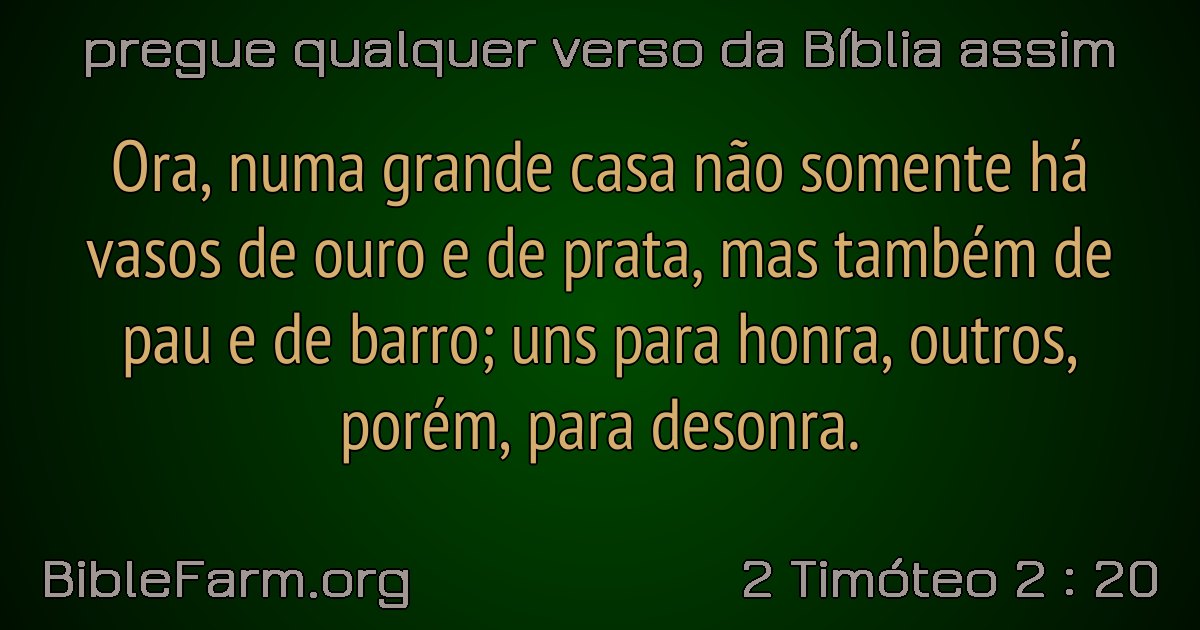 pregue qualquer verso da Bíblia assim
Ora, numa grande casa não somente há
vasos de ouro e de prata, mas também de
pau e de barro; uns para honra, outros,
porém, para desonra.
BibleFarm.org
2 Timóteo 2 : 20